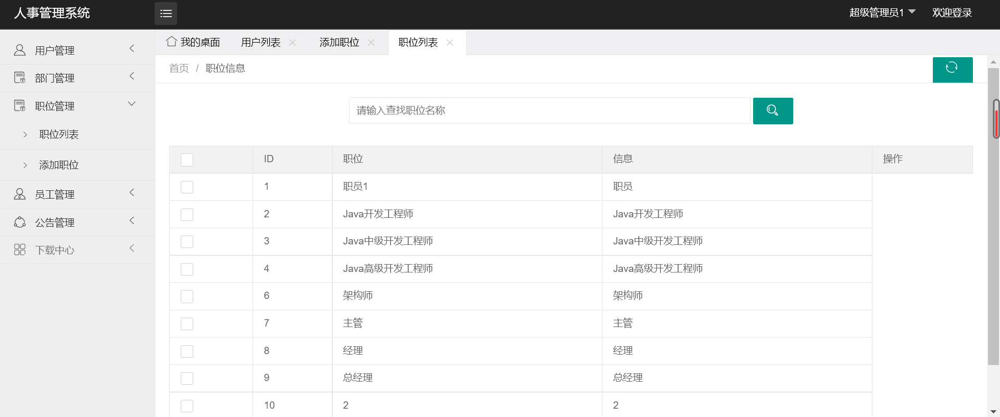 人事管理系统
超级管理员1
欢迎登录
用户管理
部门管理
职位管理
职位列表
添加职位
员工管理
公告管理
下载中心
我的桌面 用户列表 添加职位 职位列表
首页 / 职位信息
请输入查找职位名称
ID 职位 信息 操作
1 职员1 职员
2 Java开发工程师 Java开发工程师
3 Java中级开发工程师 Java中级开发工程师
4 Java高级开发工程师 Java高级开发工程师
6 架构师 架构师
7 主管 主管
8 经理 经理
9 总经理 总经理
10 2 2